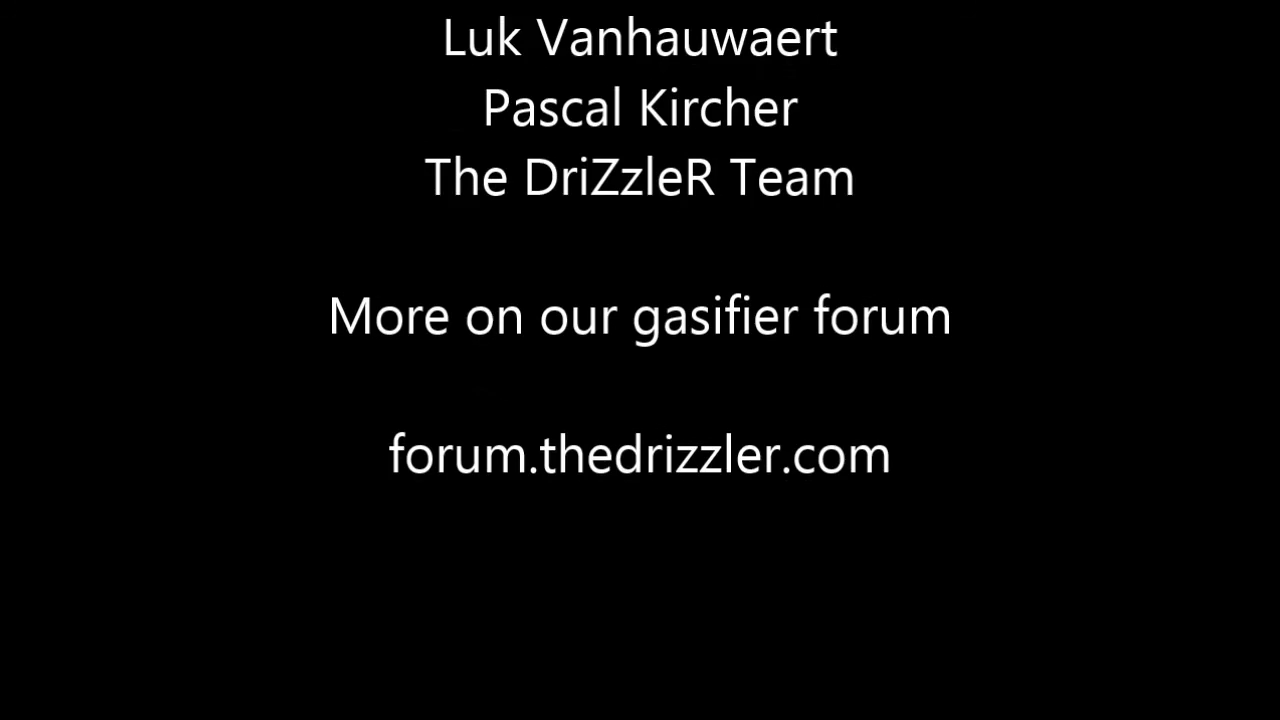 Luk Vanhauwaert
Pascal Kircher
The DriZzleR Team
More on our gasifier forum
forum.thedrizzler.com